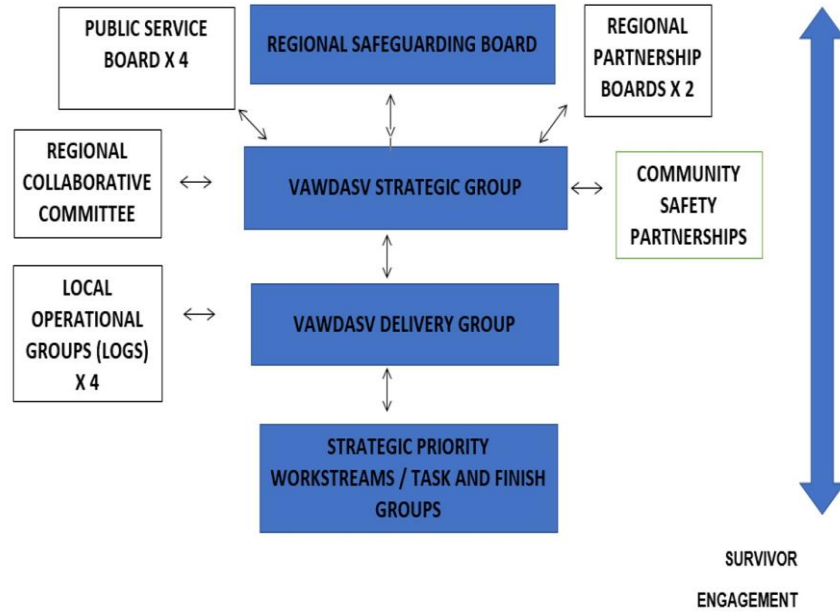 PUBLIC SERVICE
BOARD X 4
REGIONAL SAFEGUARDING BOARD
REGIONAL
PARTNERSHIP
BOARDS X 2
REGIONAL
COLLABORATIVE
COMMITTEE
VAWDASV STRATEGIC GROUP
COMMUNITY
SAFETY
PARTNERSHIPS
LOCAL
OPERATIONAL
GROUPS (LOGS)
X 4
VAWDASV DELIVERY GROUP
STRATEGIC PRIORITY
WORKSTREAMS / TASK AND FINISH
GROUPS
SURVIVOR
ENGAGEMENT